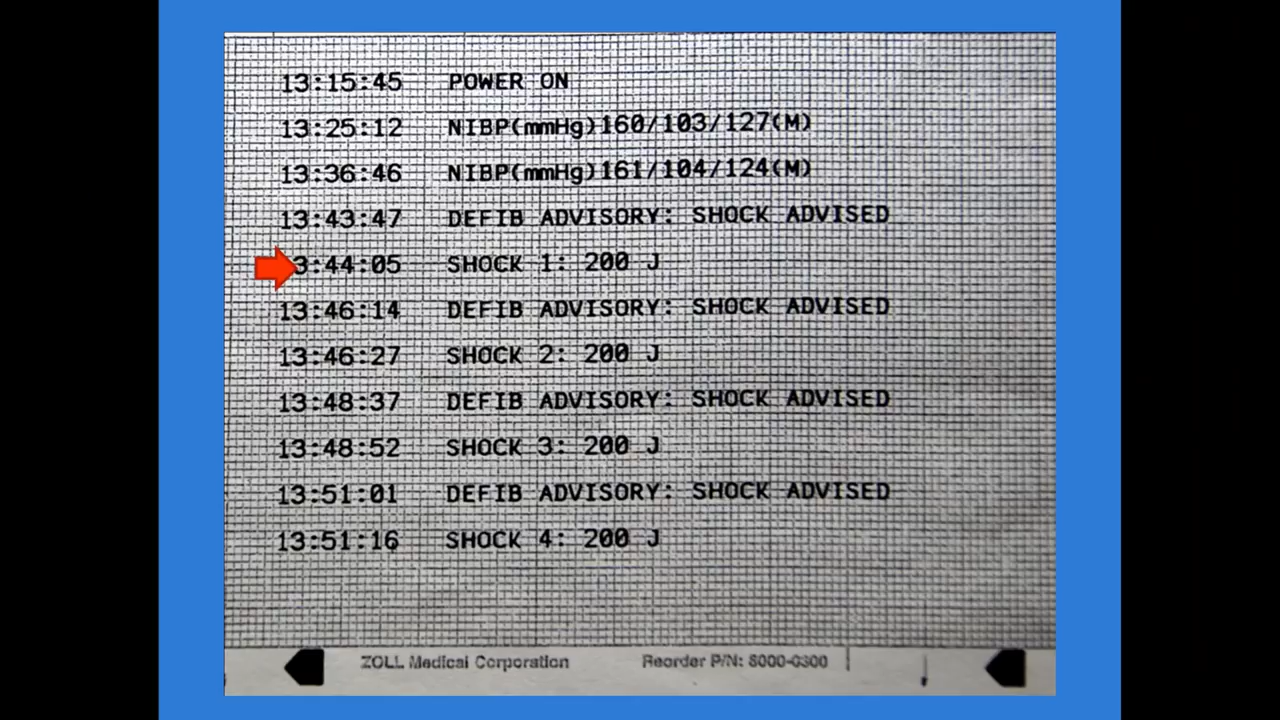 13:15:45 POWER ON
13:25:12 NIBP(mmHg)160/103/127(M)
13:36:46 NIBP(mmHg)161/104/124(M)
13:43:47 DEFIB ADVISORY: SHOCK ADVISED
3:44:05 SHOCK 1: 200 J
13:46:14 DEFIB ADVISORY: SHOCK ADVISED
13:46:27 SHOCK 2: 200 J
13:48:37 DEFIB ADVISORY: SHOCK ADVISED
13:48:52 SHOCK 3: 200 J
13:51:01 DEFIB ADVISORY: SHOCK ADVISED
13:51:16 SHOCK 4: 200 J
ZOLL Medical Corporation Reorder P/N: 8000-0300